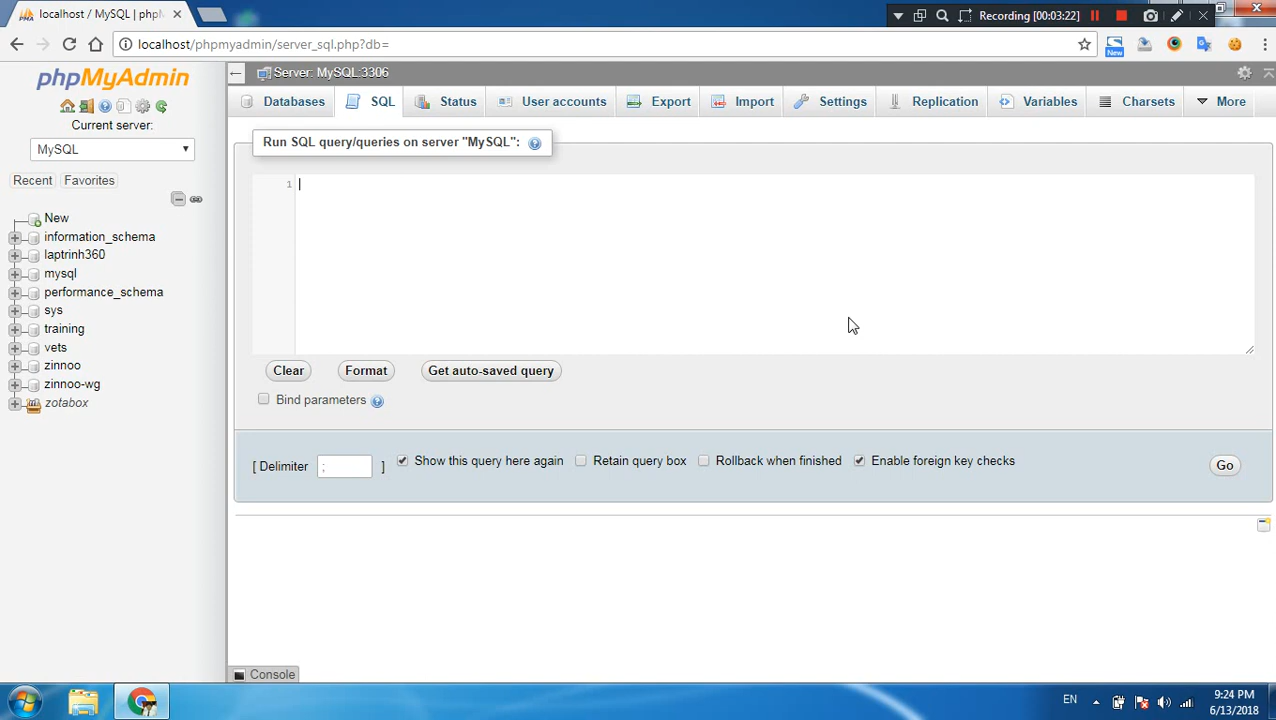 localhost / MySQL | phpM
Recording [00:03:22]
localhost/phpmyadmin/server_sql.php?db=
New
phpMyAdmin
Current server:
MySQL
Recent
Favorites
New
information_schema
laptrinh360
mysql
performance_schema
sys
training
vets
zinnoo
zinnoo-wg
zotabox
Server: MySQL:3306
Databases
SQL
Status
User accounts
Export
Import
Settings
Replication
Variables
Charsets
More
Run SQL query/queries on server "MySQL":
1
Clear
Format
Get auto-saved query
Bind parameters
[ Delimiter ; ]
Show this query here again
Retain query box
Rollback when finished
Enable foreign key checks
Go
Console
EN
9:24 PM
6/13/2018